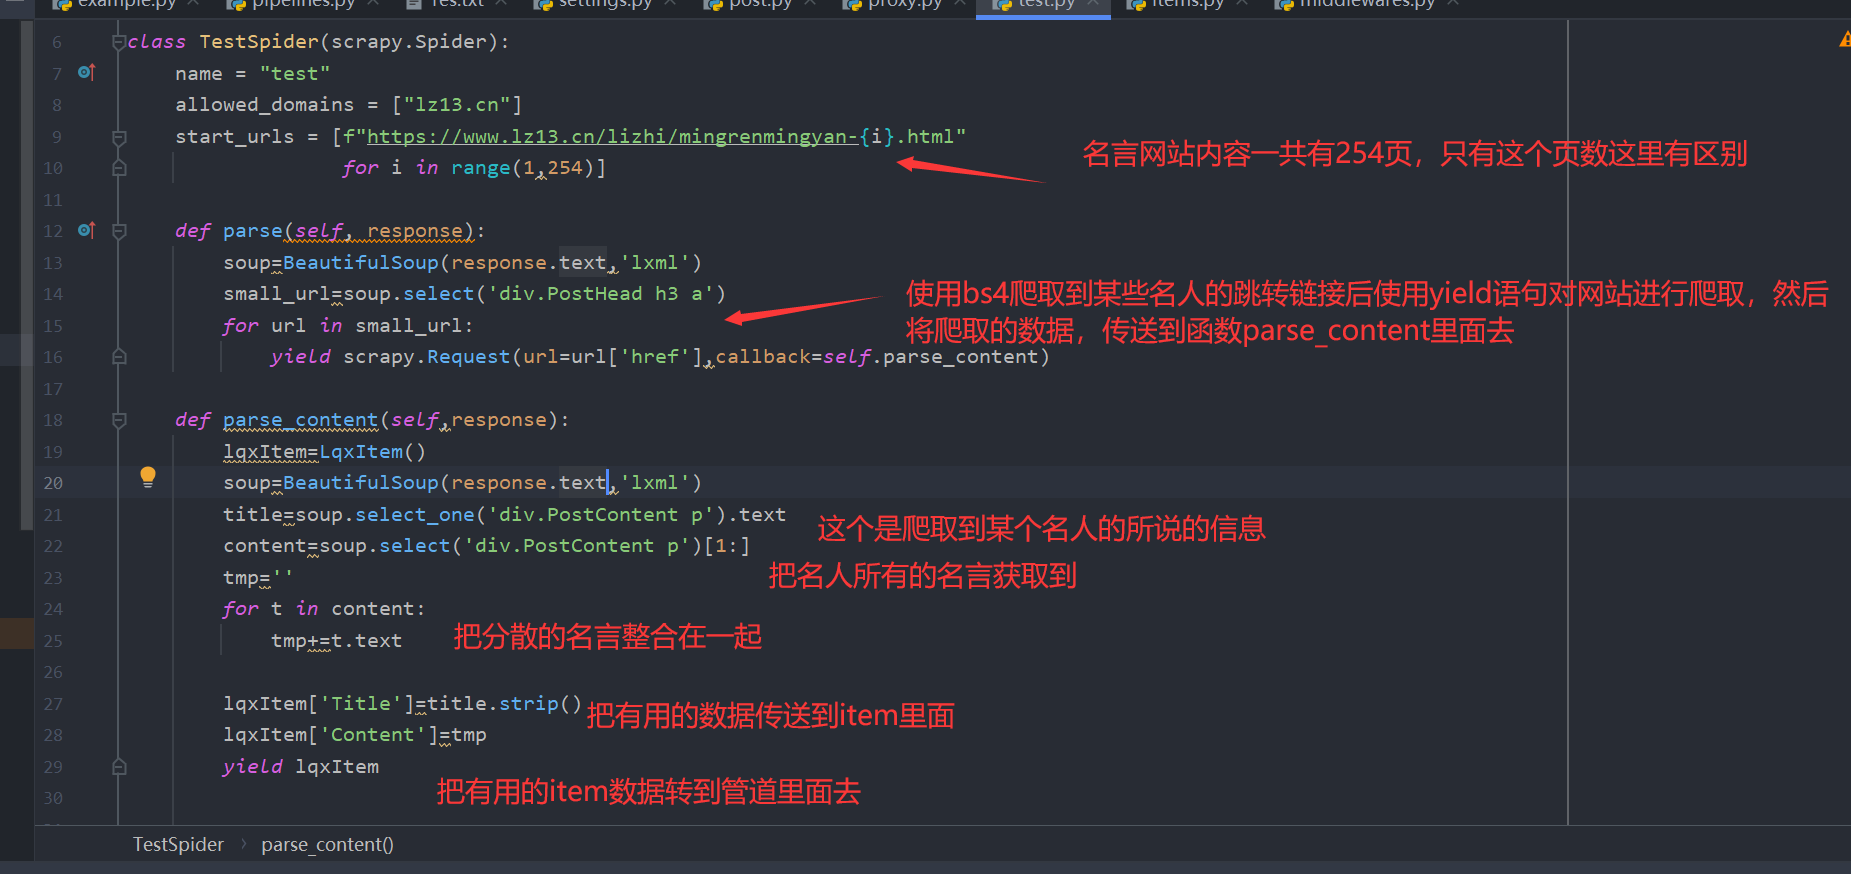 example.py pipelines.py res.txt settings.py post.py proxy.py test.py items.py middlewares.py
6 class TestSpider(scrapy.Spider):
7 name = "test"
8 allowed_domains = ["lz13.cn"]
9 start_urls = [f"https://www.lz13.cn/lizhi/mingrenmingyan-{i}.html"
名言网站内容一共有254页，只有这个页数这里有区别
10 for i in range(1,254)]
11
12 def parse(self, response):
13 soup=BeautifulSoup(response.text,'lxml')
14 small_url=soup.select('div.PostHead h3 a')
使用bs4爬取到某些名人的跳转链接后使用yield语句对网站进行爬取，然后
15 for url in small_url:
将爬取的数据，传送到函数parse_content里面去
16 yield scrapy.Request(url=url['href'],callback=self.parse_content)
17
18 def parse_content(self,response):
19 lqxItem=LqxItem()
20 soup=BeautifulSoup(response.text,'lxml')
21 title=soup.select_one('div.PostContent p').text
这个是爬取到某个名人的所说的信息
22 content=soup.select('div.PostContent p')[1:]
把名人所有的名言获取到
23 tmp=''
24 for t in content:
25 tmp+=t.text
把分散的名言整合在一起
26
27 lqxItem['Title']=title.strip()
把有用的数据传送到item里面
28 lqxItem['Content']=tmp
29 yield lqxItem
把有用的item数据转到管道里面去
30
TestSpider › parse_content()